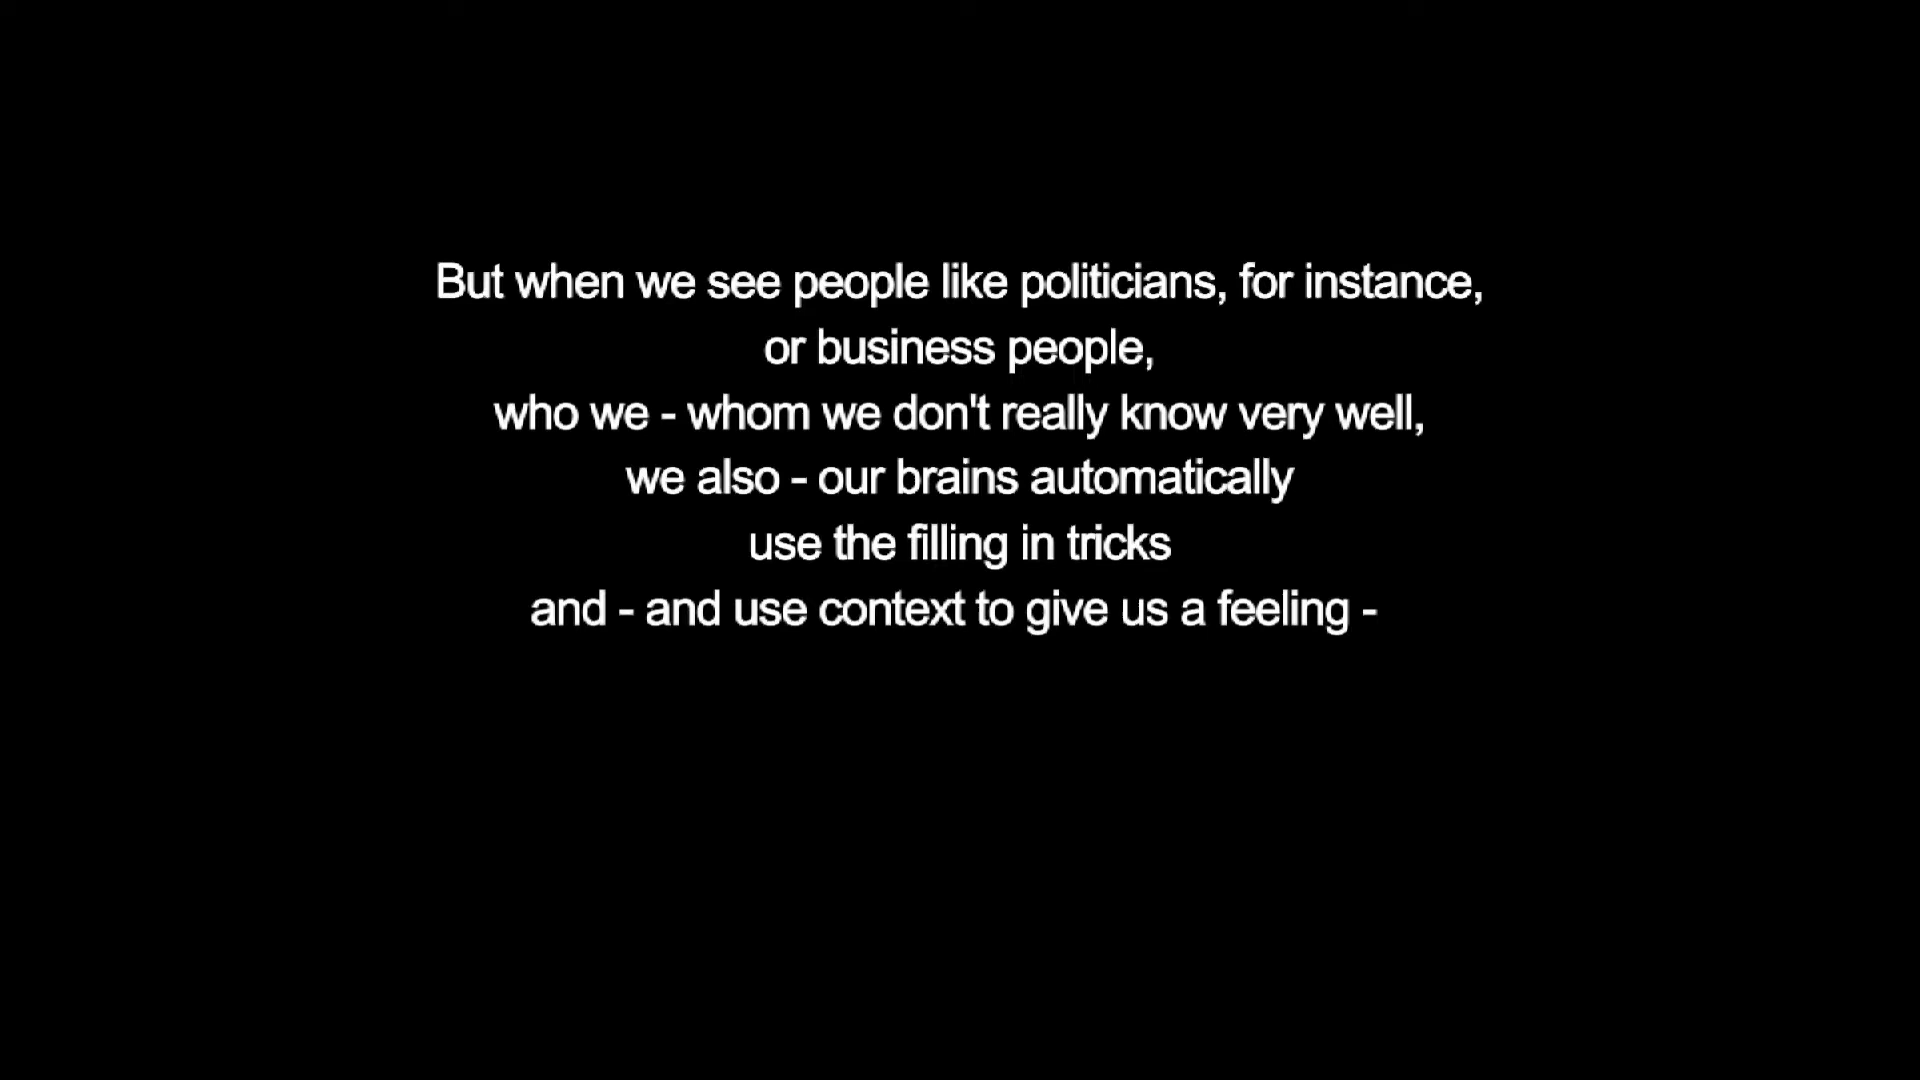 But when we see people like politicians, for instance,
or business people,
who we - whom we don't really know very well,
we also - our brains automatically
use the filling in tricks
and - and use context to give us a feeling -